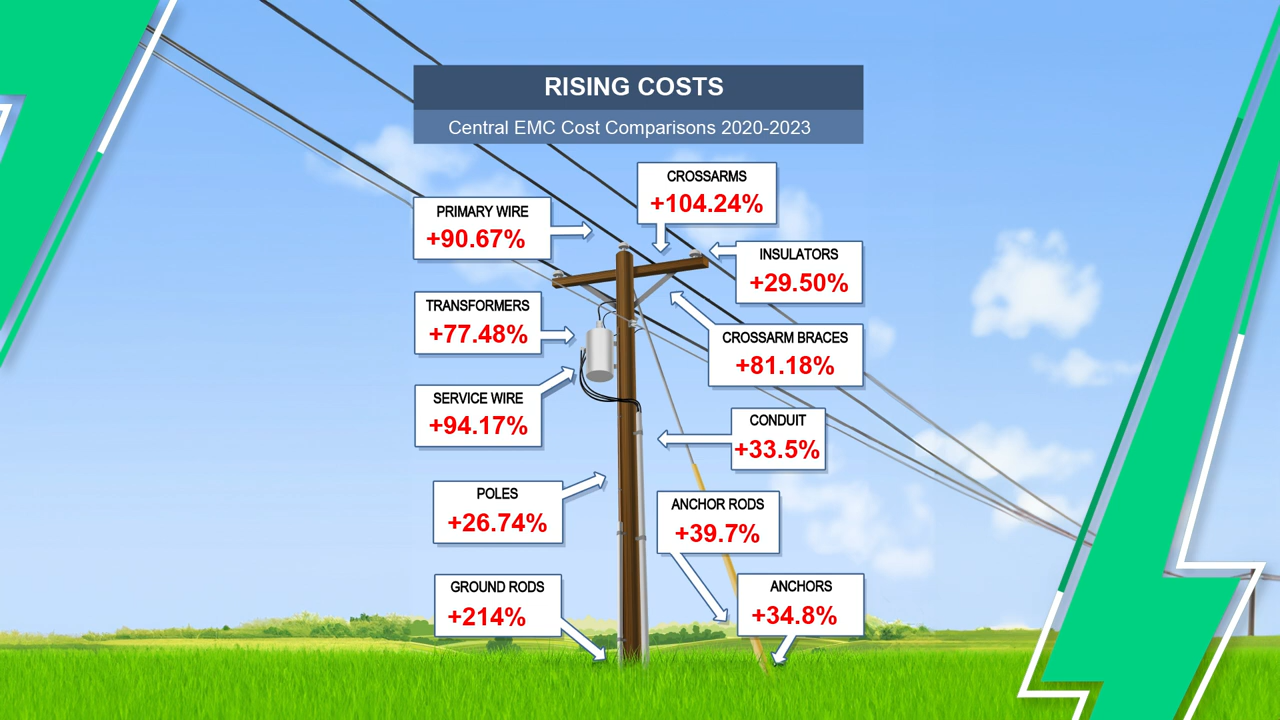 RISING COSTS
Central EMC Cost Comparisons 2020-2023
CROSSARMS
+104.24%
PRIMARY WIRE
+90.67%
INSULATORS
+29.50%
TRANSFORMERS
+77.48%
CROSSARM BRACES
+81.18%
SERVICE WIRE
+94.17%
CONDUIT
+33.5%
POLES
+26.74%
ANCHOR RODS
+39.7%
GROUND RODS
+214%
ANCHORS
+34.8%